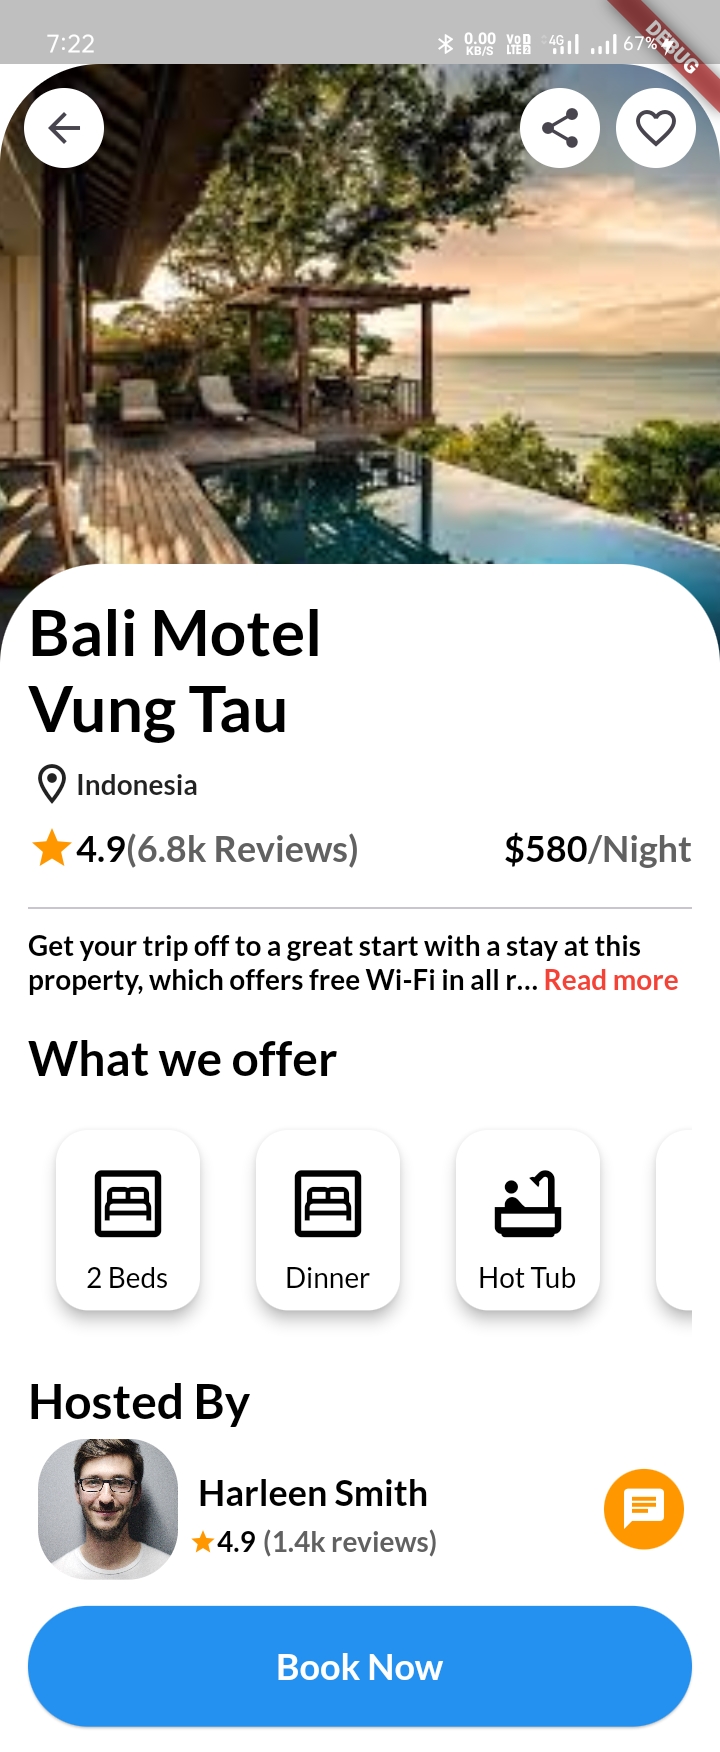 7:22
0.00 KB/S
VoD LTE2
4G
67%
DEBUG
Bali Motel
Vung Tau
Indonesia
4.9(6.8k Reviews)
$580/Night
Get your trip off to a great start with a stay at this
property, which offers free Wi-Fi in all r... Read more
What we offer
2 Beds
Dinner
Hot Tub
Hosted By
Harleen Smith
4.9 (1.4k reviews)
Book Now